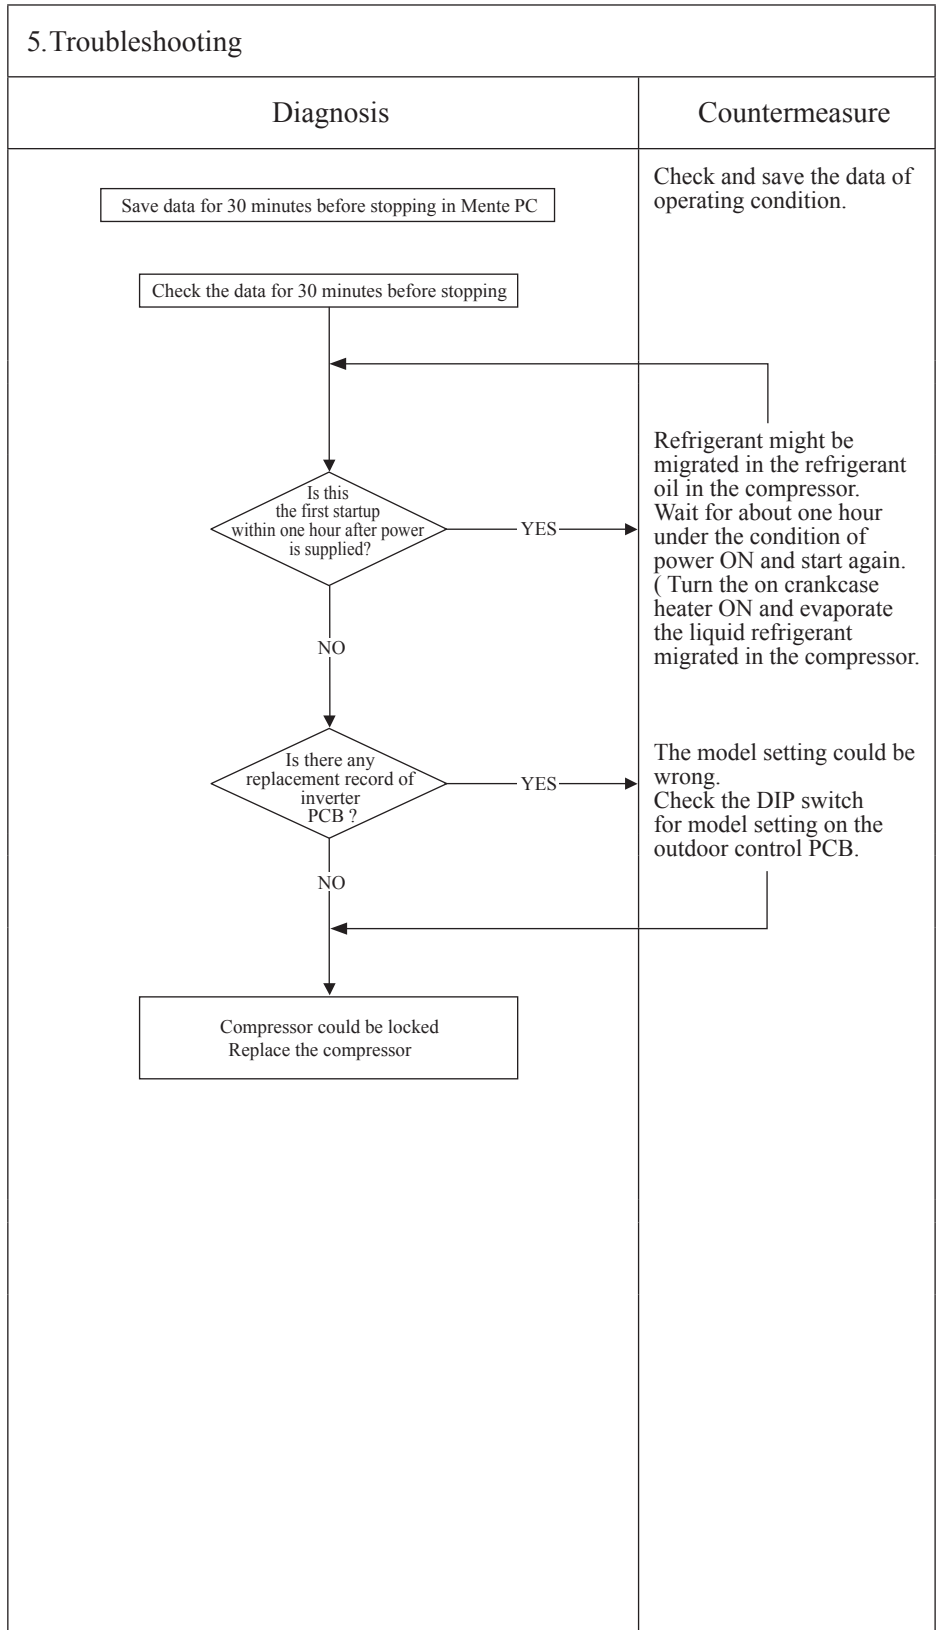 5.Troubleshooting
Diagnosis
Countermeasure
Save data for 30 minutes before stopping in Mente PC
Check and save the data of
operating condition.
Check the data for 30 minutes before stopping
Is this
the first startup
within one hour after power
is supplied?
YES
Refrigerant might be
migrated in the refrigerant
oil in the compressor.
Wait for about one hour
under the condition of
power ON and start again.
( Turn the on crankcase
heater ON and evaporate
the liquid refrigerant
migrated in the compressor.
NO
Is there any
replacement record of
inverter
PCB ?
YES
The model setting could be
wrong.
Check the DIP switch
for model setting on the
outdoor control PCB.
NO
Compressor could be locked
Replace the compressor